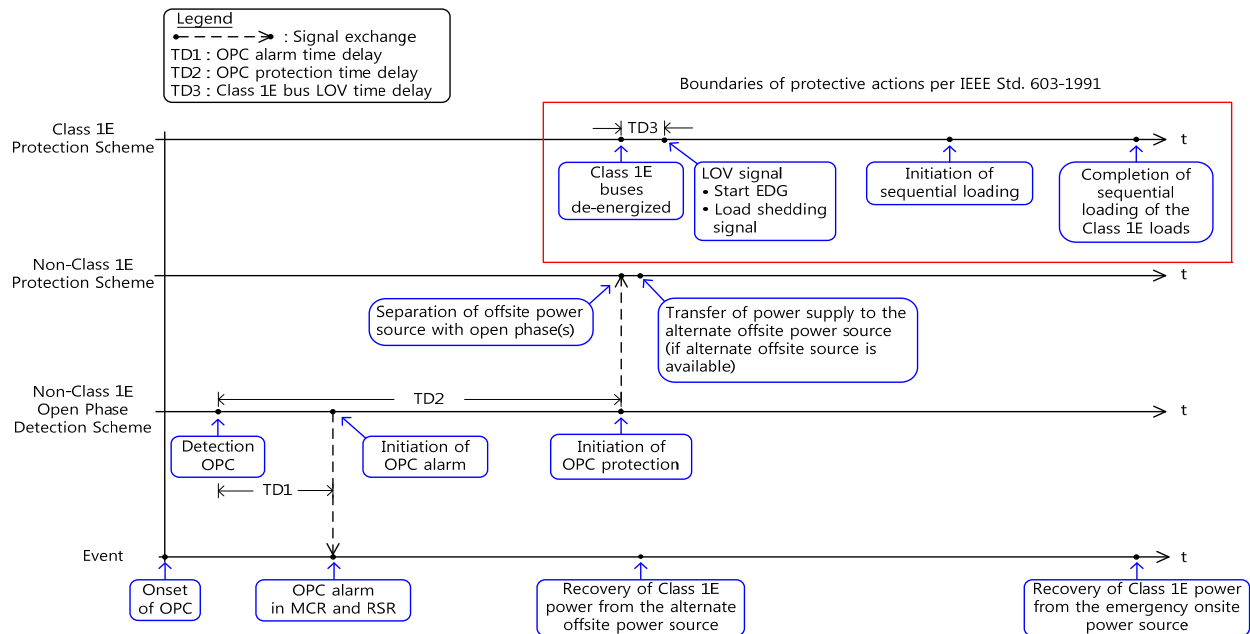 Legend
: Signal exchange
TD1 : OPC alarm time delay
TD2 : OPC protection time delay
TD3 : Class 1E bus LOV time delay
Boundaries of protective actions per IEEE Std. 603-1991
Class 1E
Protection Scheme
TD3
t
Class 1E
buses
de-energized
LOV signal
• Start EDG
• Load shedding
signal
Initiation of
sequential loading
Completion of
sequential
loading of the
Class 1E loads
Non-Class 1E
Protection Scheme
t
Separation of offsite power
source with open phase(s)
Transfer of power supply to the
alternate offsite power source
(if alternate offsite source is
available)
Non-Class 1E
Open Phase
Detection Scheme
TD2
t
Detection
OPC
Initiation of
OPC alarm
Initiation of
OPC protection
TD1
Event
t
Onset
of OPC
OPC alarm
in MCR and RSR
Recovery of Class 1E
power from the alternate
offsite power source
Recovery of Class 1E power
from the emergency onsite
power source